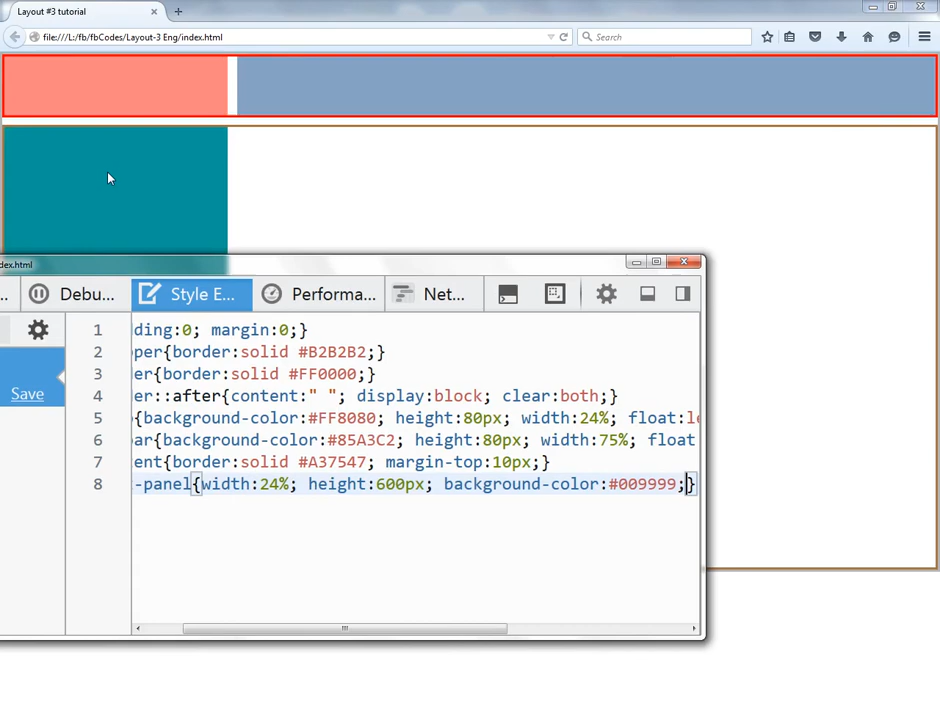 Layout #3 tutorial
file:///L:/fb/fbCodes/Layout-3 Eng/index.html
Search
dex.html
... Debu... Style E... Performa... Net...
Save
1 ding:0; margin:0;}
2 per{border:solid #B2B2B2;}
3 er{border:solid #FF0000;}
4 er::after{content:" "; display:block; clear:both;}
5 {background-color:#FF8080; height:80px; width:24%; float:le
6 ar{background-color:#85A3C2; height:80px; width:75%; float
7 ent{border:solid #A37547; margin-top:10px;}
8 -panel{width:24%; height:600px; background-color:#009999;}